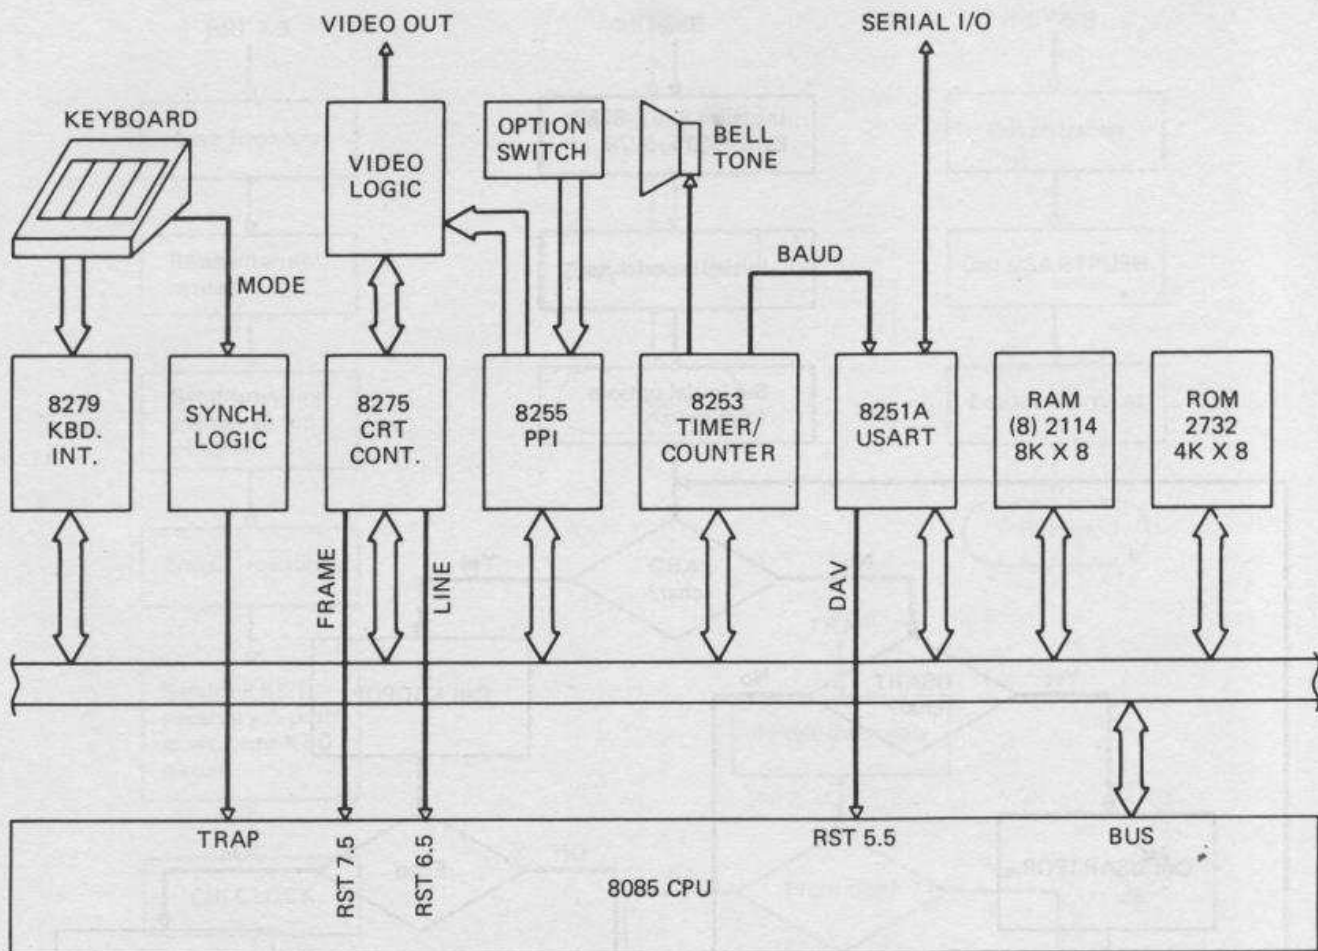 VIDEO OUT
SERIAL I/O
KEYBOARD
VIDEO
LOGIC
OPTION
SWITCH
BELL
TONE
MODE
BAUD
8279
KBD.
INT.
SYNCH.
LOGIC
8275
CRT
CONT.
8255
PPI
8253
TIMER/
COUNTER
8251A
USART
RAM
(8) 2114
8K X 8
ROM
2732
4K X 8
FRAME
LINE
DAV
TRAP
RST 7.5
RST 6.5
RST 5.5
BUS
8085 CPU